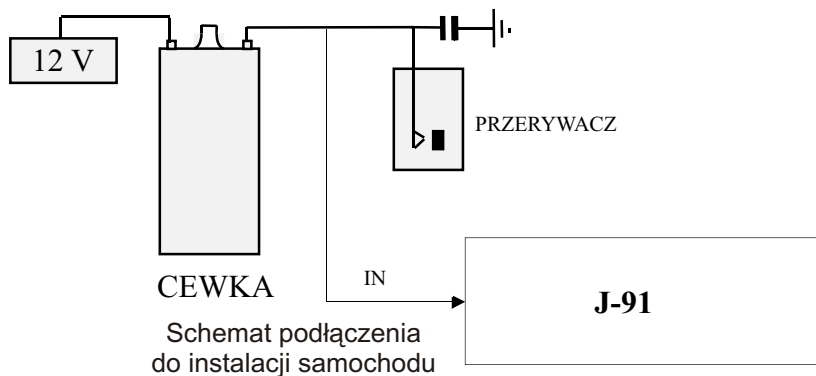 12 V
PRZERYWACZ
CEWKA
IN
J-91
Schemat podłączenia
do instalacji samochodu